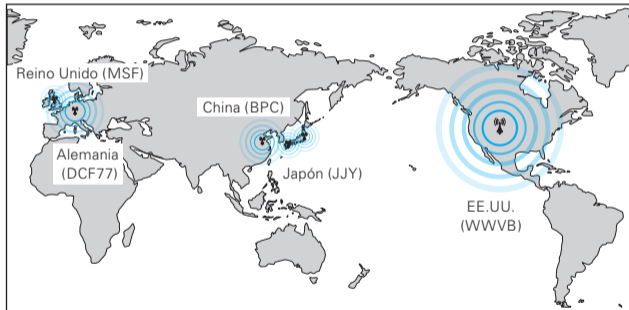 Reino Unido (MSF)
China (BPC)
Alemania
(DCF77)
Japón (JJY)
EE.UU.
(WWVB)